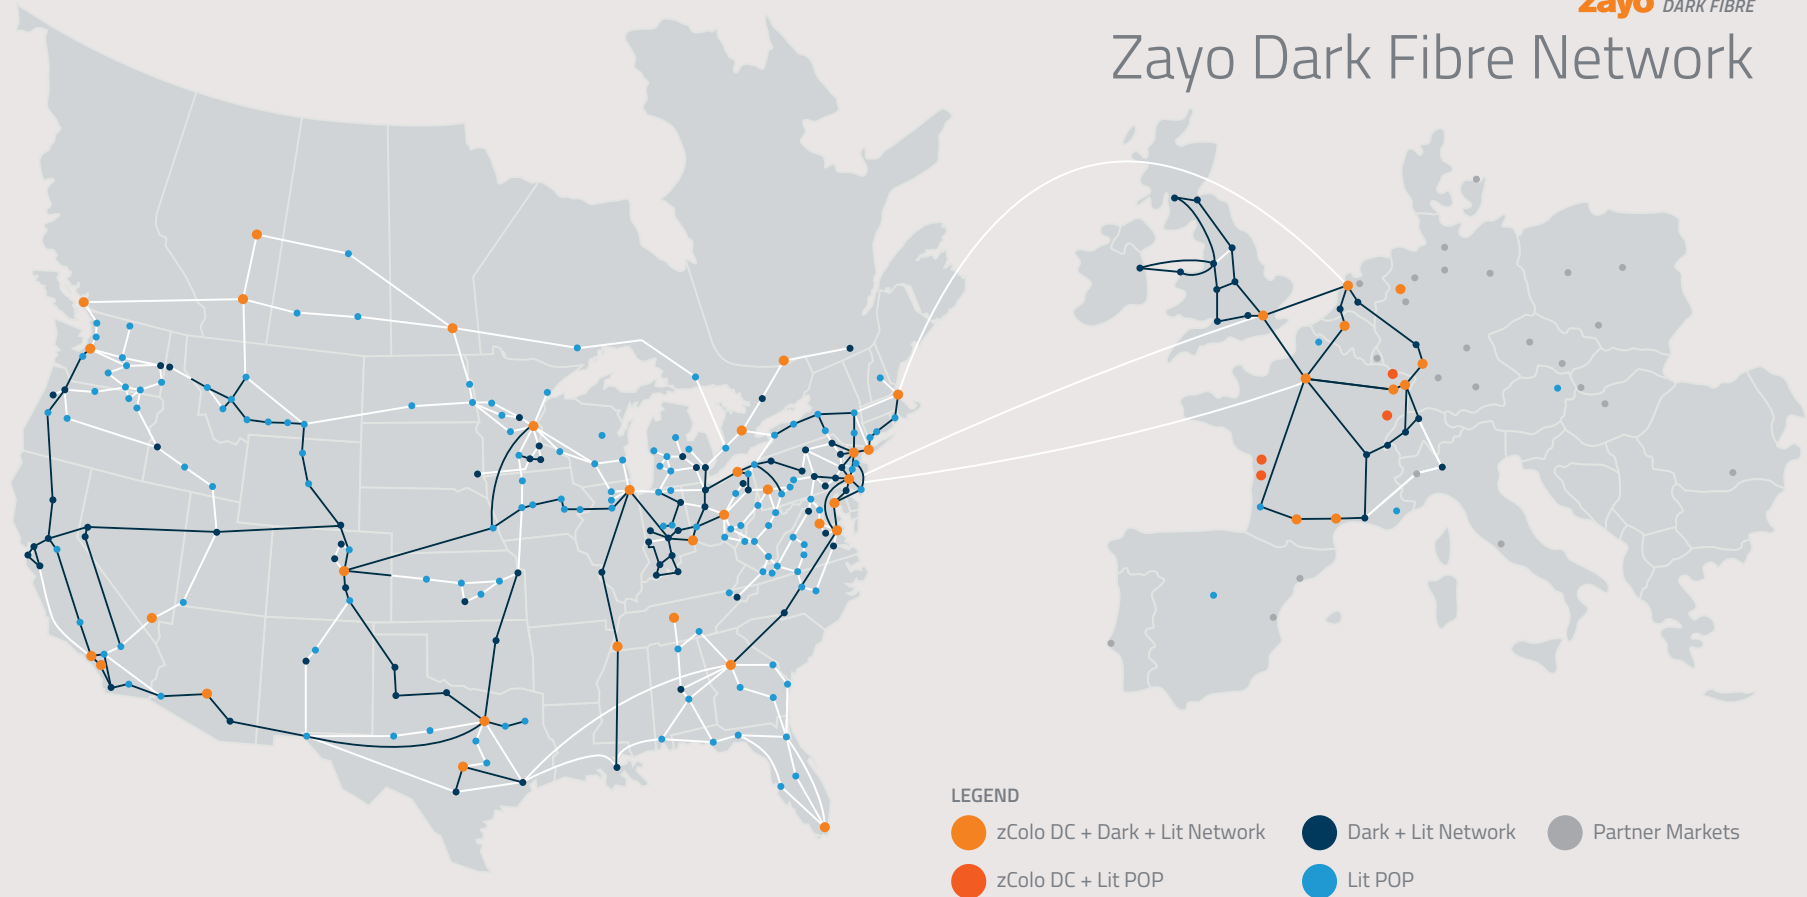 zayo DARK FIBRE
Zayo Dark Fibre Network
LEGEND
zColo DC + Dark + Lit Network
Dark + Lit Network
Partner Markets
zColo DC + Lit POP
Lit POP